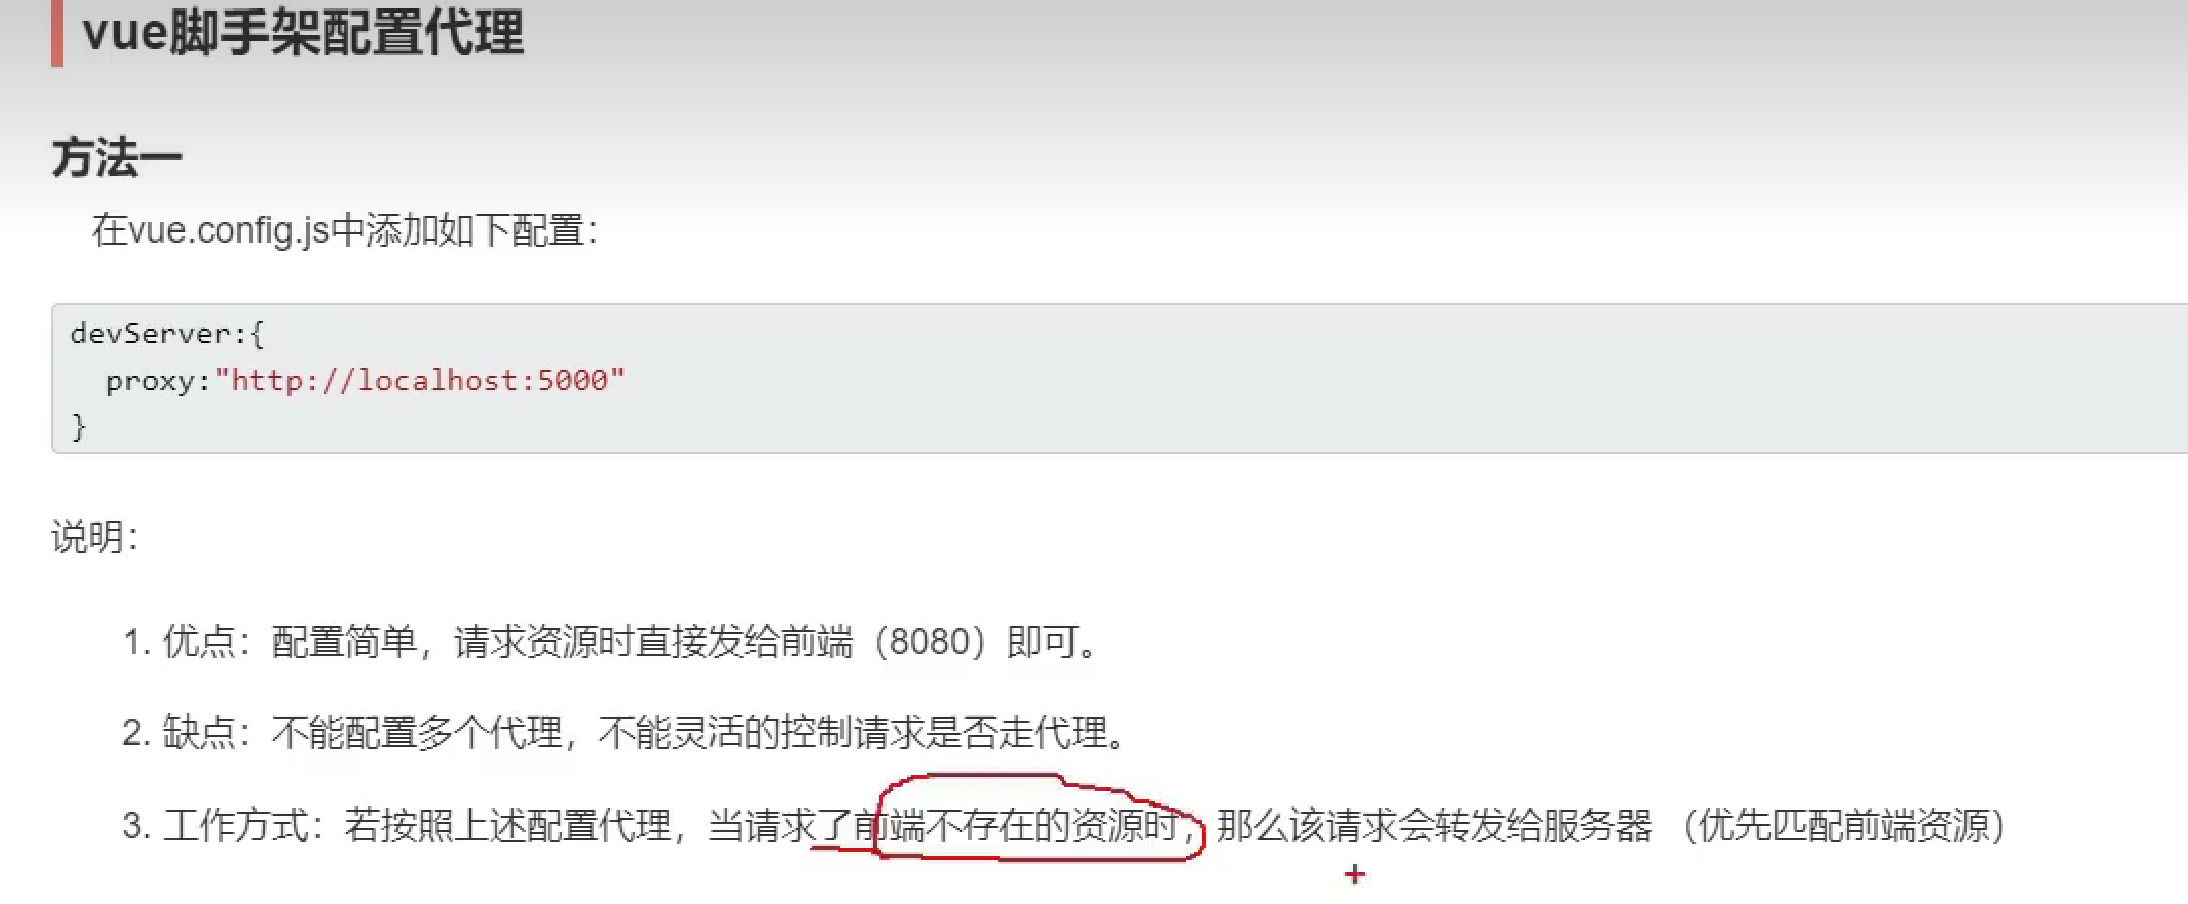 vue脚手架配置代理
方法一
在vue.config.js中添加如下配置：
devServer:{
  proxy:"http://localhost:5000"
}
说明：
1. 优点：配置简单，请求资源时直接发给前端（8080）即可。
2. 缺点：不能配置多个代理，不能灵活的控制请求是否走代理。
3. 工作方式：若按照上述配置代理，当请求了前端不存在的资源时，那么该请求会转发给服务器 （优先匹配前端资源）